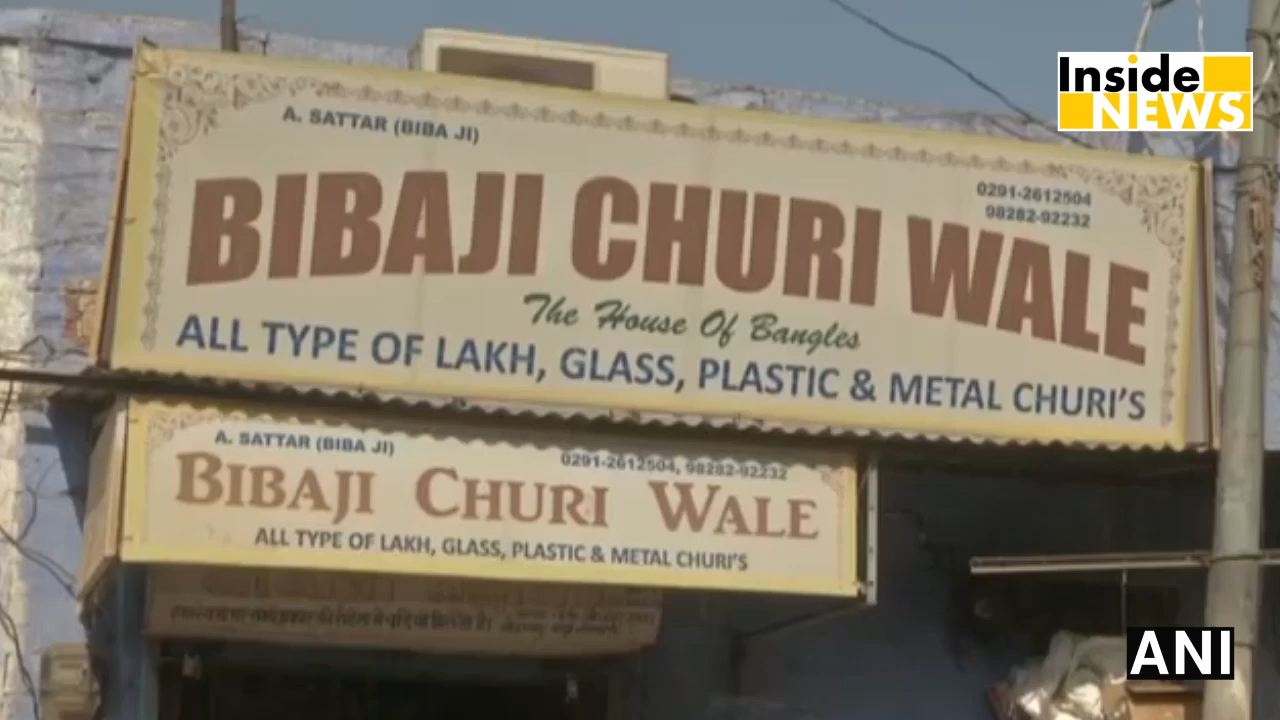 Inside
NEWS
A. SATTAR (BIBA JI)
0291-2612504
98282-92232
BIBAJI CHURI WALE
The House Of Bangles
ALL TYPE OF LAKH, GLASS, PLASTIC & METAL CHURI'S
A. SATTAR (BIBA JI)
0291-2612504, 98282-92232
BIBAJI CHURI WALE
ALL TYPE OF LAKH, GLASS, PLASTIC & METAL CHURI'S
ANI